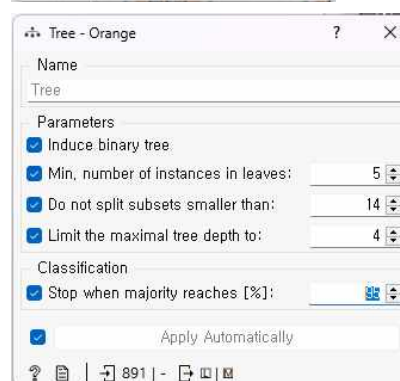 Tree - Orange ? ×
Name
Tree
Parameters
Induce binary tree
Min, number of instances in leaves: 5
Do not split subsets smaller than: 14
Limit the maximal tree depth to: 4
Classification
Stop when majority reaches [%]: 95
Apply Automatically
? | 891 | - |